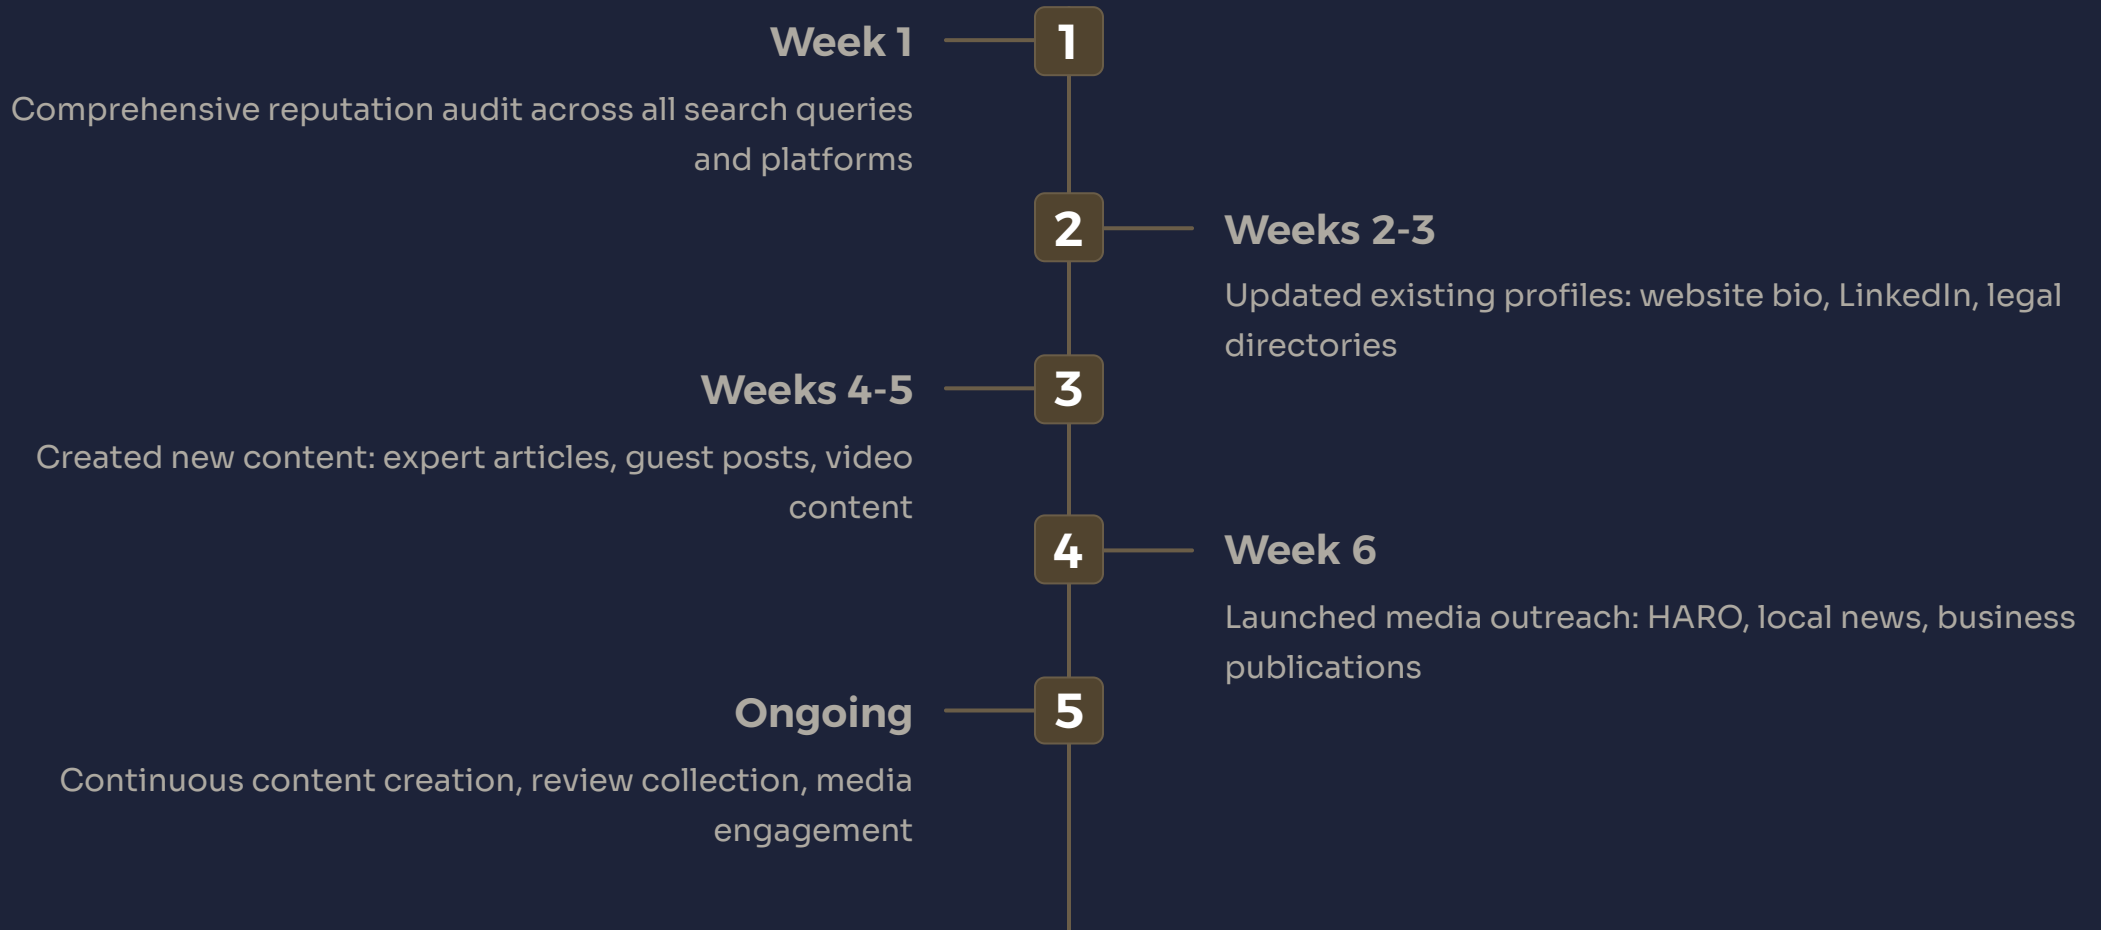 Week 1
1
Comprehensive reputation audit across all search queries
and platforms
2
Weeks 2-3
Updated existing profiles: website bio, LinkedIn, legal
directories
Weeks 4-5
3
Created new content: expert articles, guest posts, video
content
4
Week 6
Launched media outreach: HARO, local news, business
publications
Ongoing
5
Continuous content creation, review collection, media
engagement